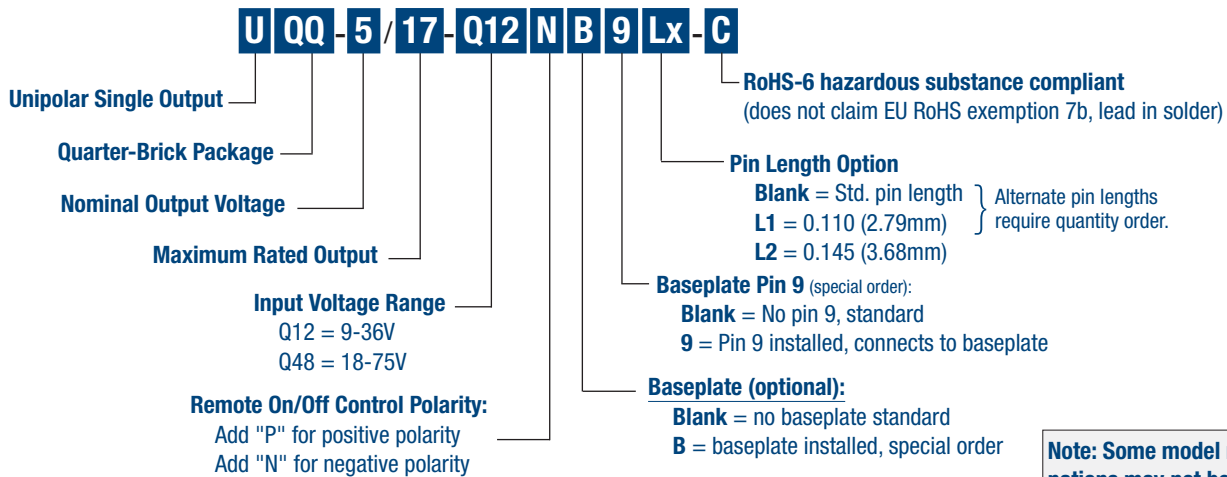 U QQ-5/17-Q12 N B 9 Lx-C
Unipolar Single Output
Quarter-Brick Package
Nominal Output Voltage
Maximum Rated Output
Input Voltage Range
Q12 = 9-36V
Q48 = 18-75V
Remote On/Off Control Polarity:
Add "P" for positive polarity
Add "N" for negative polarity
RoHS-6 hazardous substance compliant
(does not claim EU RoHS exemption 7b, lead in solder)
Pin Length Option
Blank = Std. pin length
L1 = 0.110 (2.79mm)
L2 = 0.145 (3.68mm)
Alternate pin lengths
require quantity order.
Baseplate Pin 9 (special order):
Blank = No pin 9, standard
9 = Pin 9 installed, connects to baseplate
Baseplate (optional):
Blank = no baseplate standard
B = baseplate installed, special order
Note: Some model